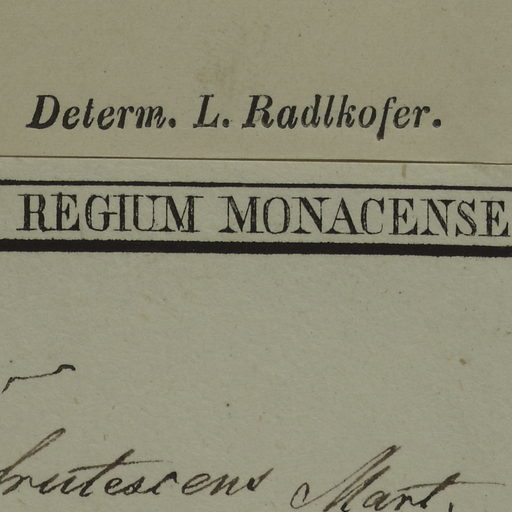 Determ. L. Radlkofer.
REGIUM MONACENSE
frutescens Mart.